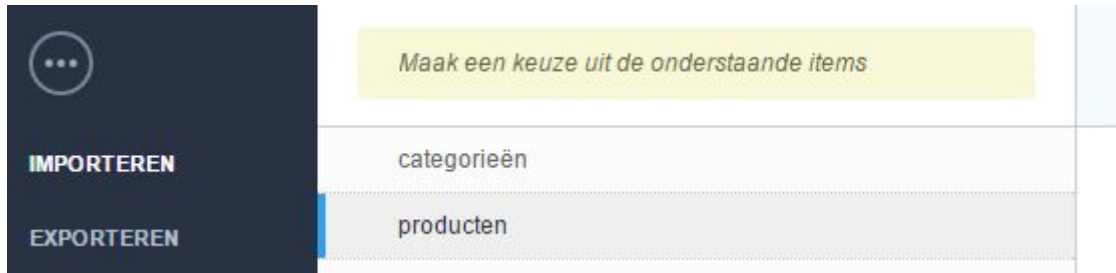 Maak een keuze uit de onderstaande items
IMPORTEREN
categorieën
EXPORTEREN
producten